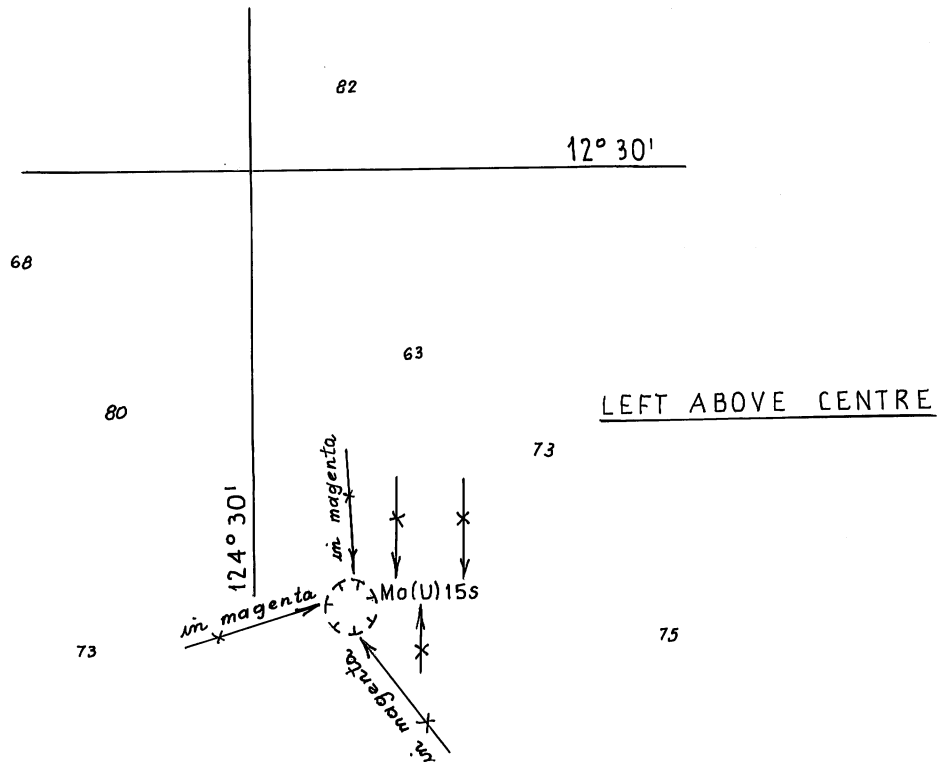 82
12° 30'
68
63
80
LEFT ABOVE CENTRE
73
in magenta
124° 30'
Mo(U)15s
in magenta
73
75
in magenta